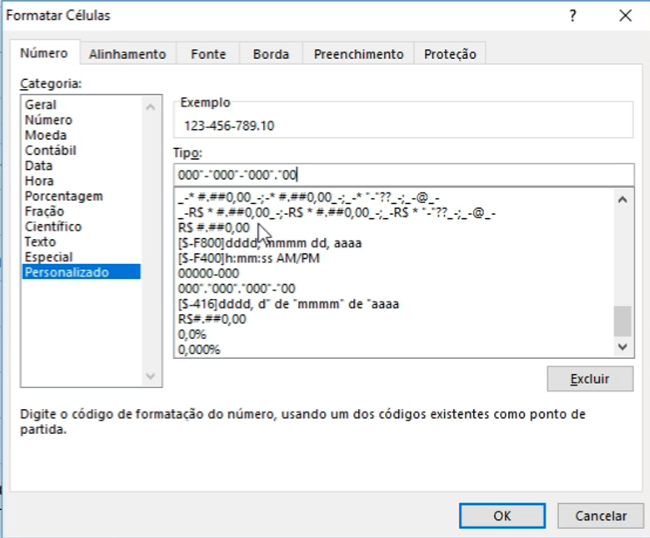 Formatar Células
Número Alinhamento Fonte Borda Preenchimento Proteção
Categoria:
Geral
Número
Moeda
Contábil
Data
Hora
Porcentagem
Fração
Científico
Texto
Especial
Personalizado
Exemplo
123-456-789.10
Tipo:
000"-"000"-"000"."00
_-* #.##0,00_-;-* #.##0,00_-;_-* "-"??_-;_-@_-
_-R$ * #.##0,00_-;-R$ * #.##0,00_-;_-R$ * "-"??_-;_-@_-
R$ #.##0,00
[$-F800]dddd, mmmm dd, aaaa
[$-F400]h:mm:ss AM/PM
00000-000
000"."000"."000"-"00
[$-416]dddd, d" de "mmmm" de "aaaa
R$#.##0,00
0,0%
0,000%
Excluir
Digite o código de formatação do número, usando um dos códigos existentes como ponto de
partida.
OK Cancelar